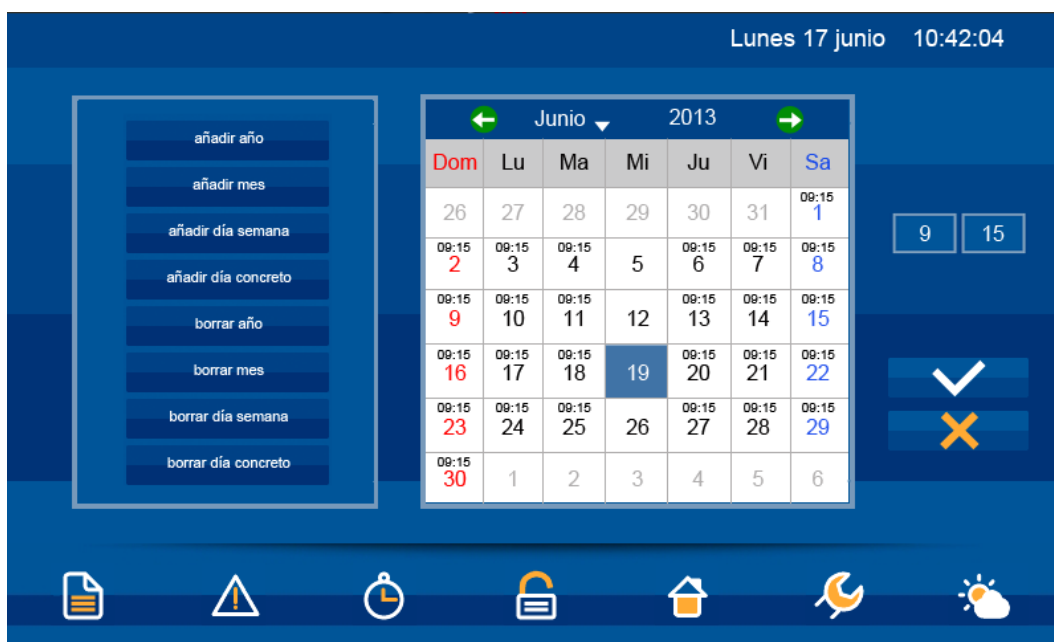 Lunes 17 junio 10:42:04
añadir año
añadir mes
añadir día semana
añadir día concreto
borrar año
borrar mes
borrar día semana
borrar día concreto
Junio 2013
Dom Lu Ma Mi Ju Vi Sa
09:15
26 27 28 29 30 31 1
09:15 09:15 09:15 09:15 09:15 09:15
2 3 4 5 6 7 8
09:15 09:15 09:15 09:15 09:15 09:15
9 10 11 12 13 14 15
09:15 09:15 09:15 09:15 09:15 09:15
16 17 18 19 20 21 22
09:15 09:15 09:15 09:15 09:15 09:15
23 24 25 26 27 28 29
09:15
30 1 2 3 4 5 6
9 15